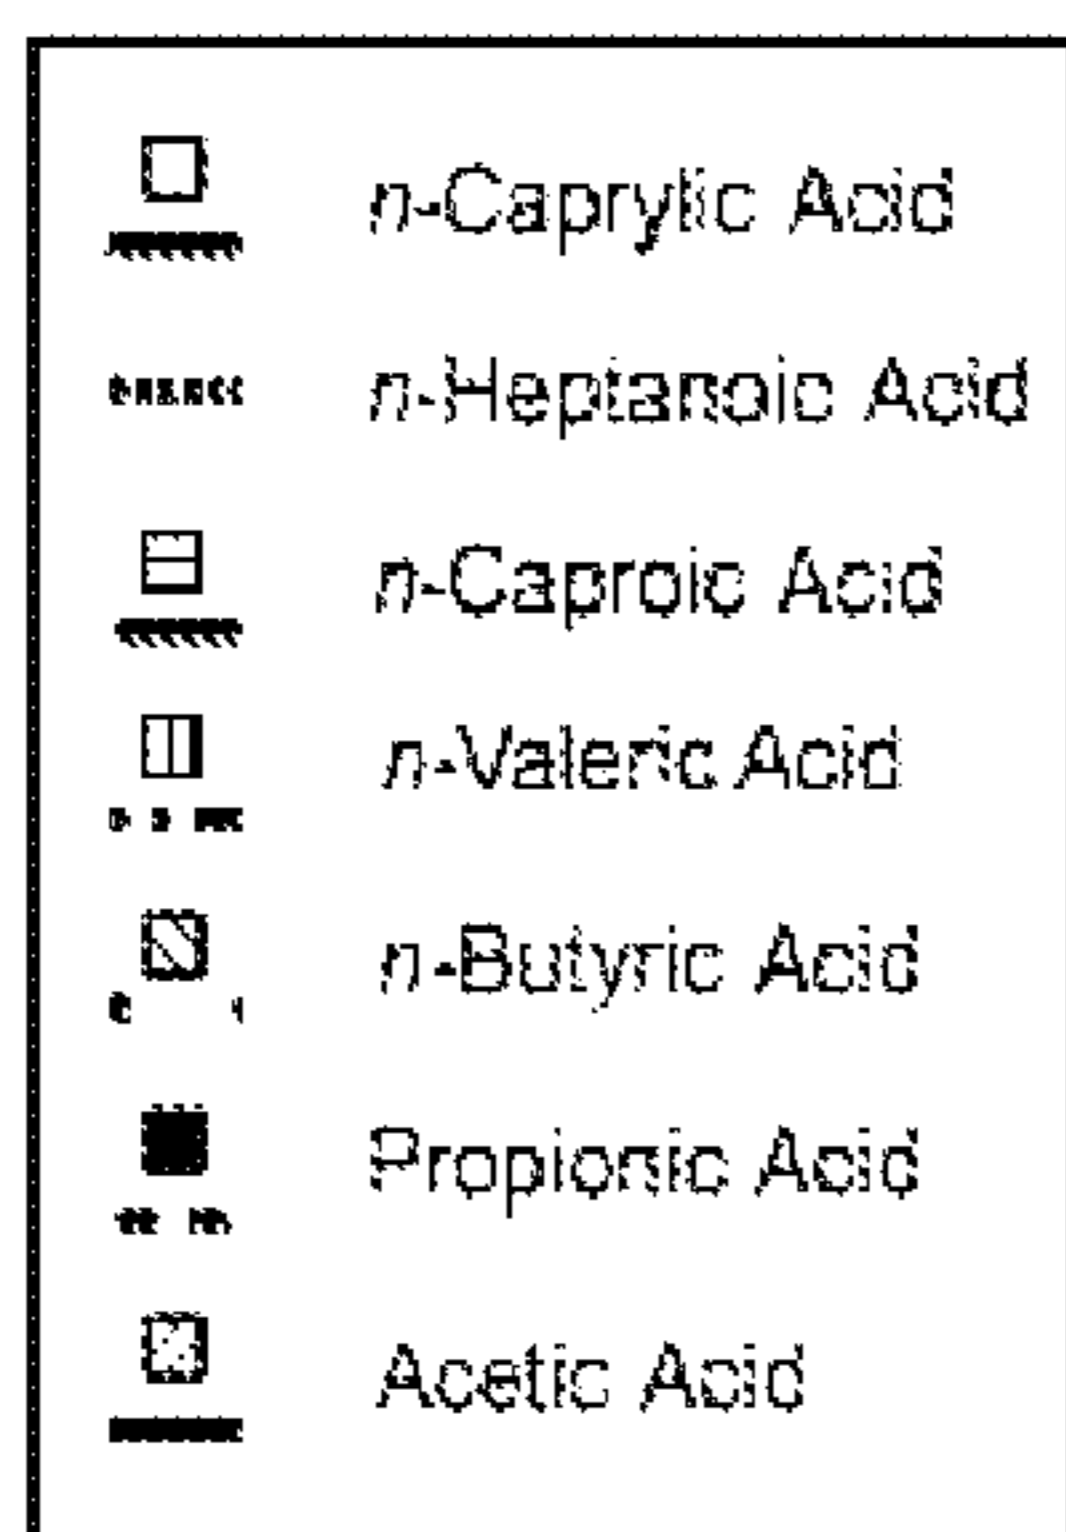 n-Caprylic Acid
n-Heptanoic Acid
n-Caproic Acid
n-Valeric Acid
n-Butyric Acid
Propionic Acid
Acetic Acid